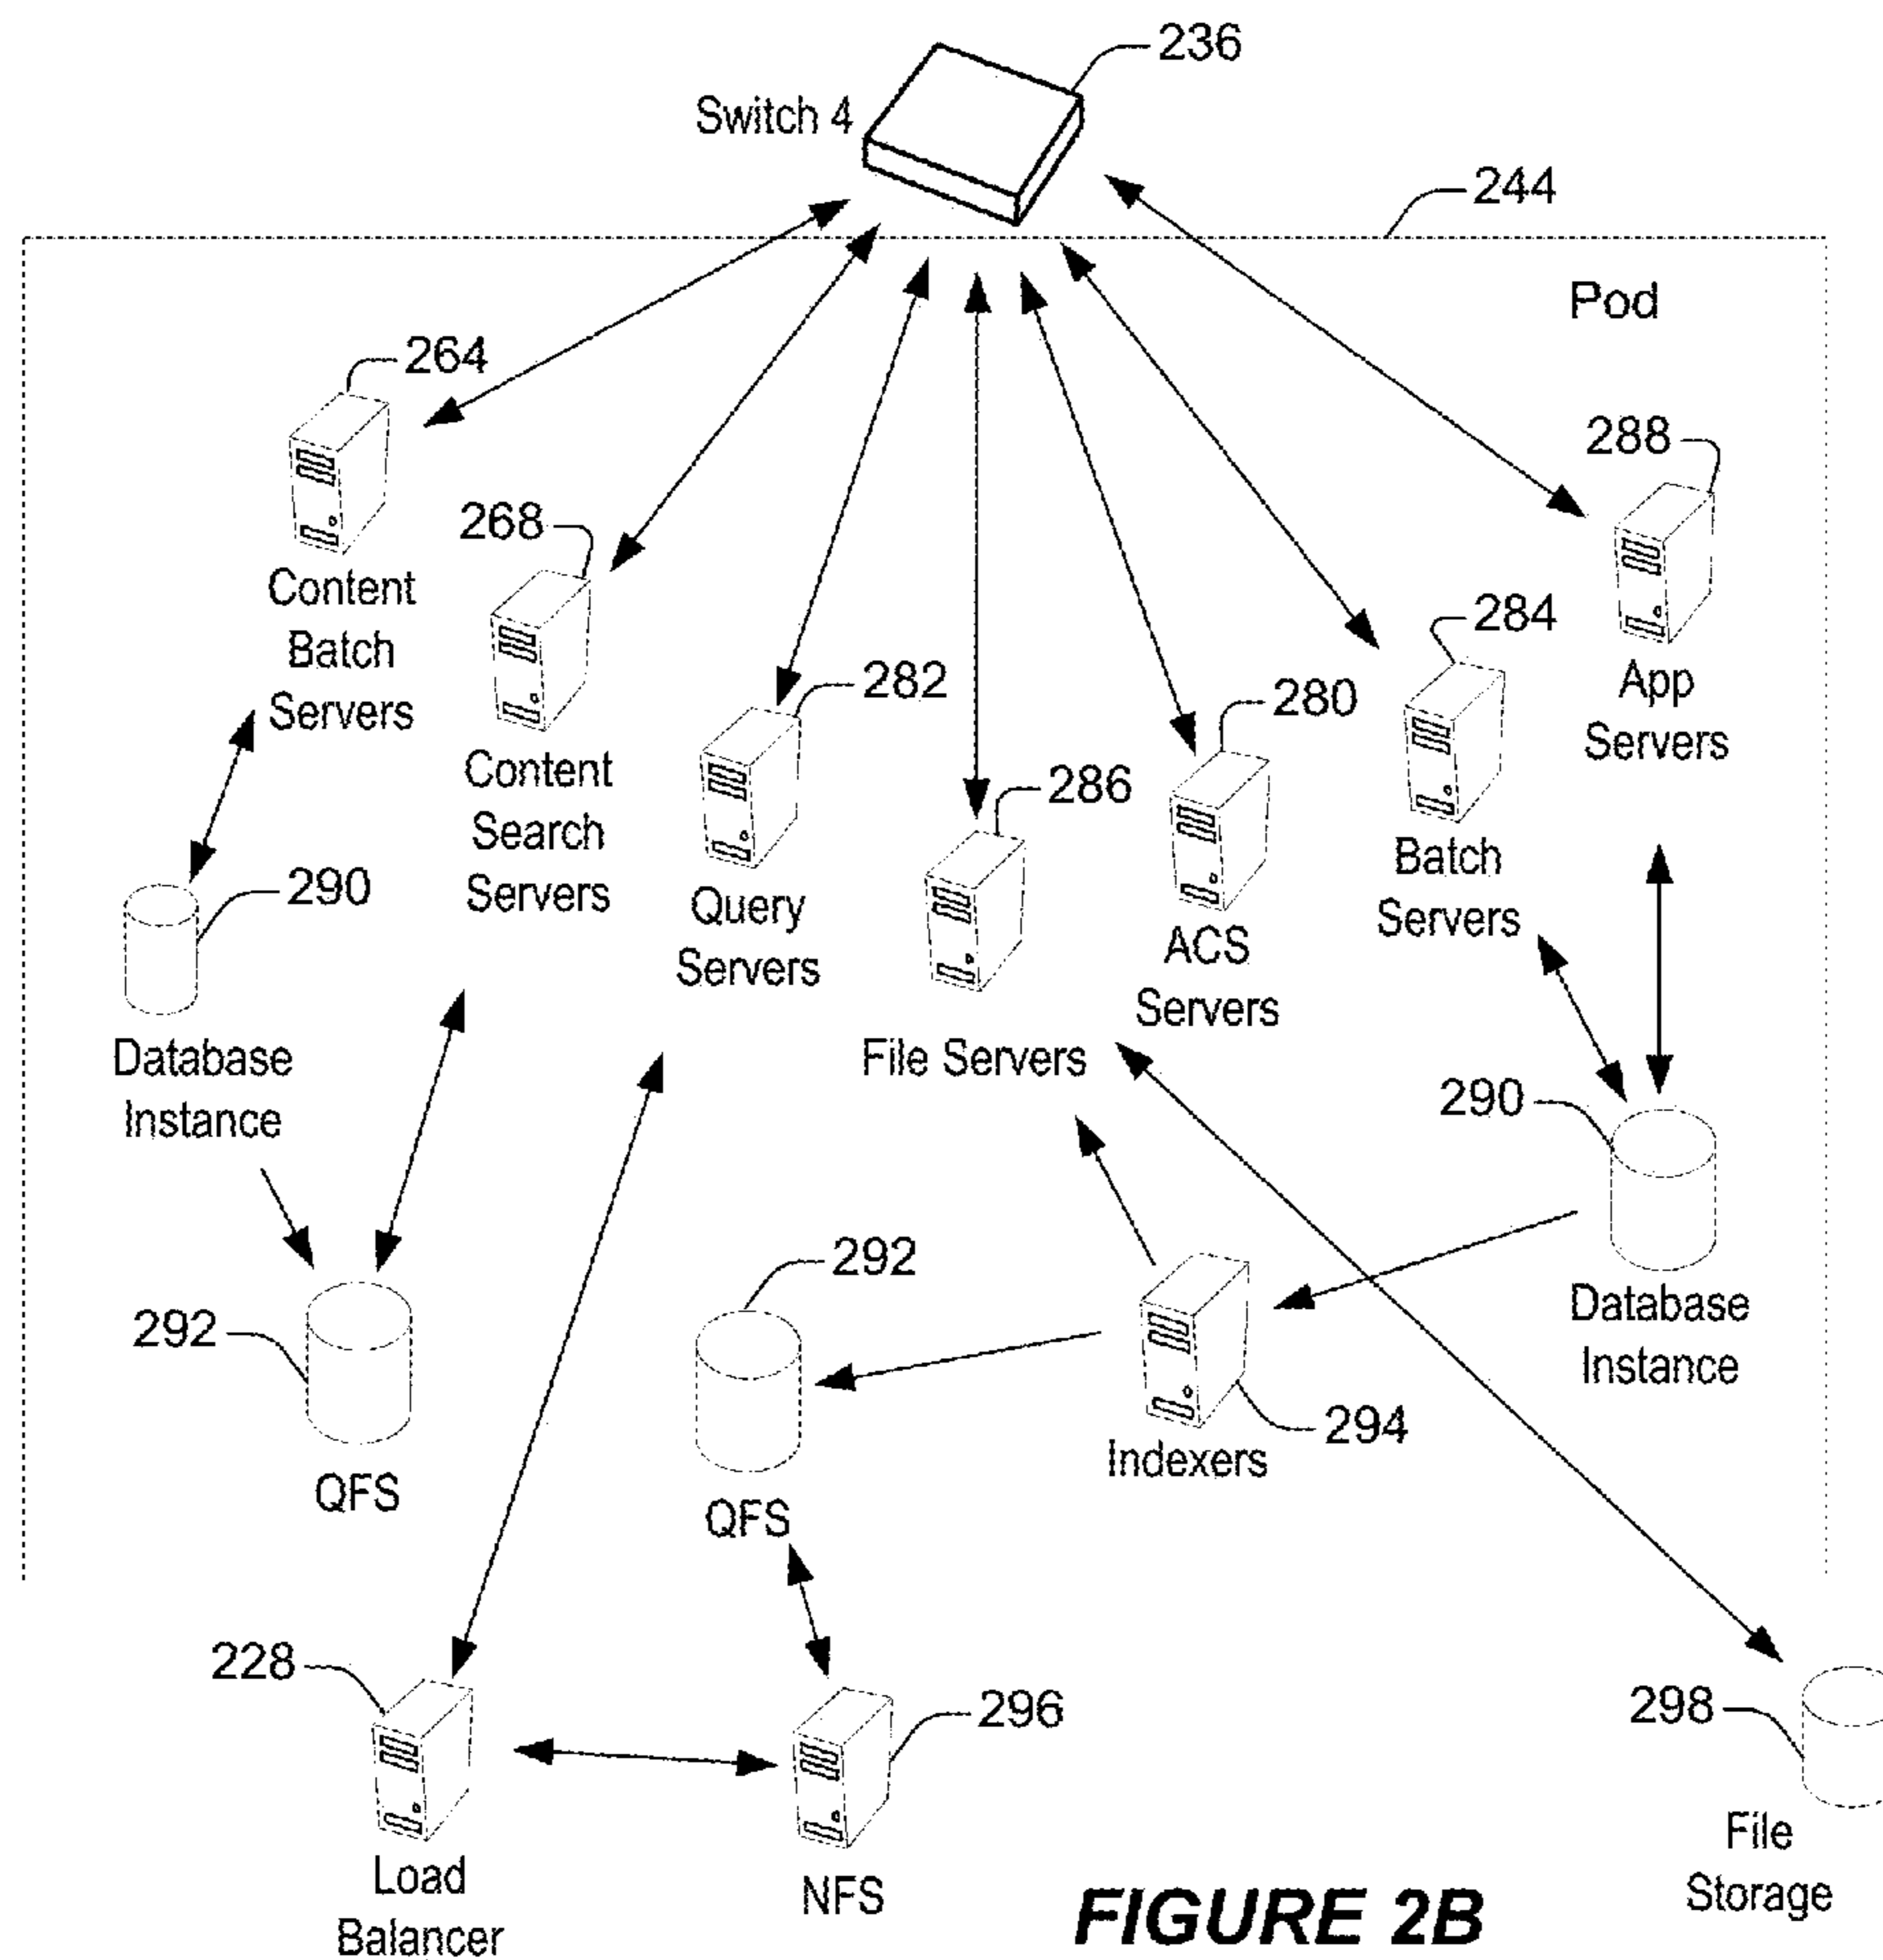 236
Switch 4
244
Pod
264
Content
Batch
Servers
268
Content
Search
Servers
282
Query
Servers
286
File Servers
280
ACS
Servers
284
Batch
Servers
288
App
Servers
290
Database
Instance
290
Database
Instance
292
QFS
292
QFS
294
Indexers
228
Load
Balancer
296
NFS
298
File
Storage
FIGURE 2B